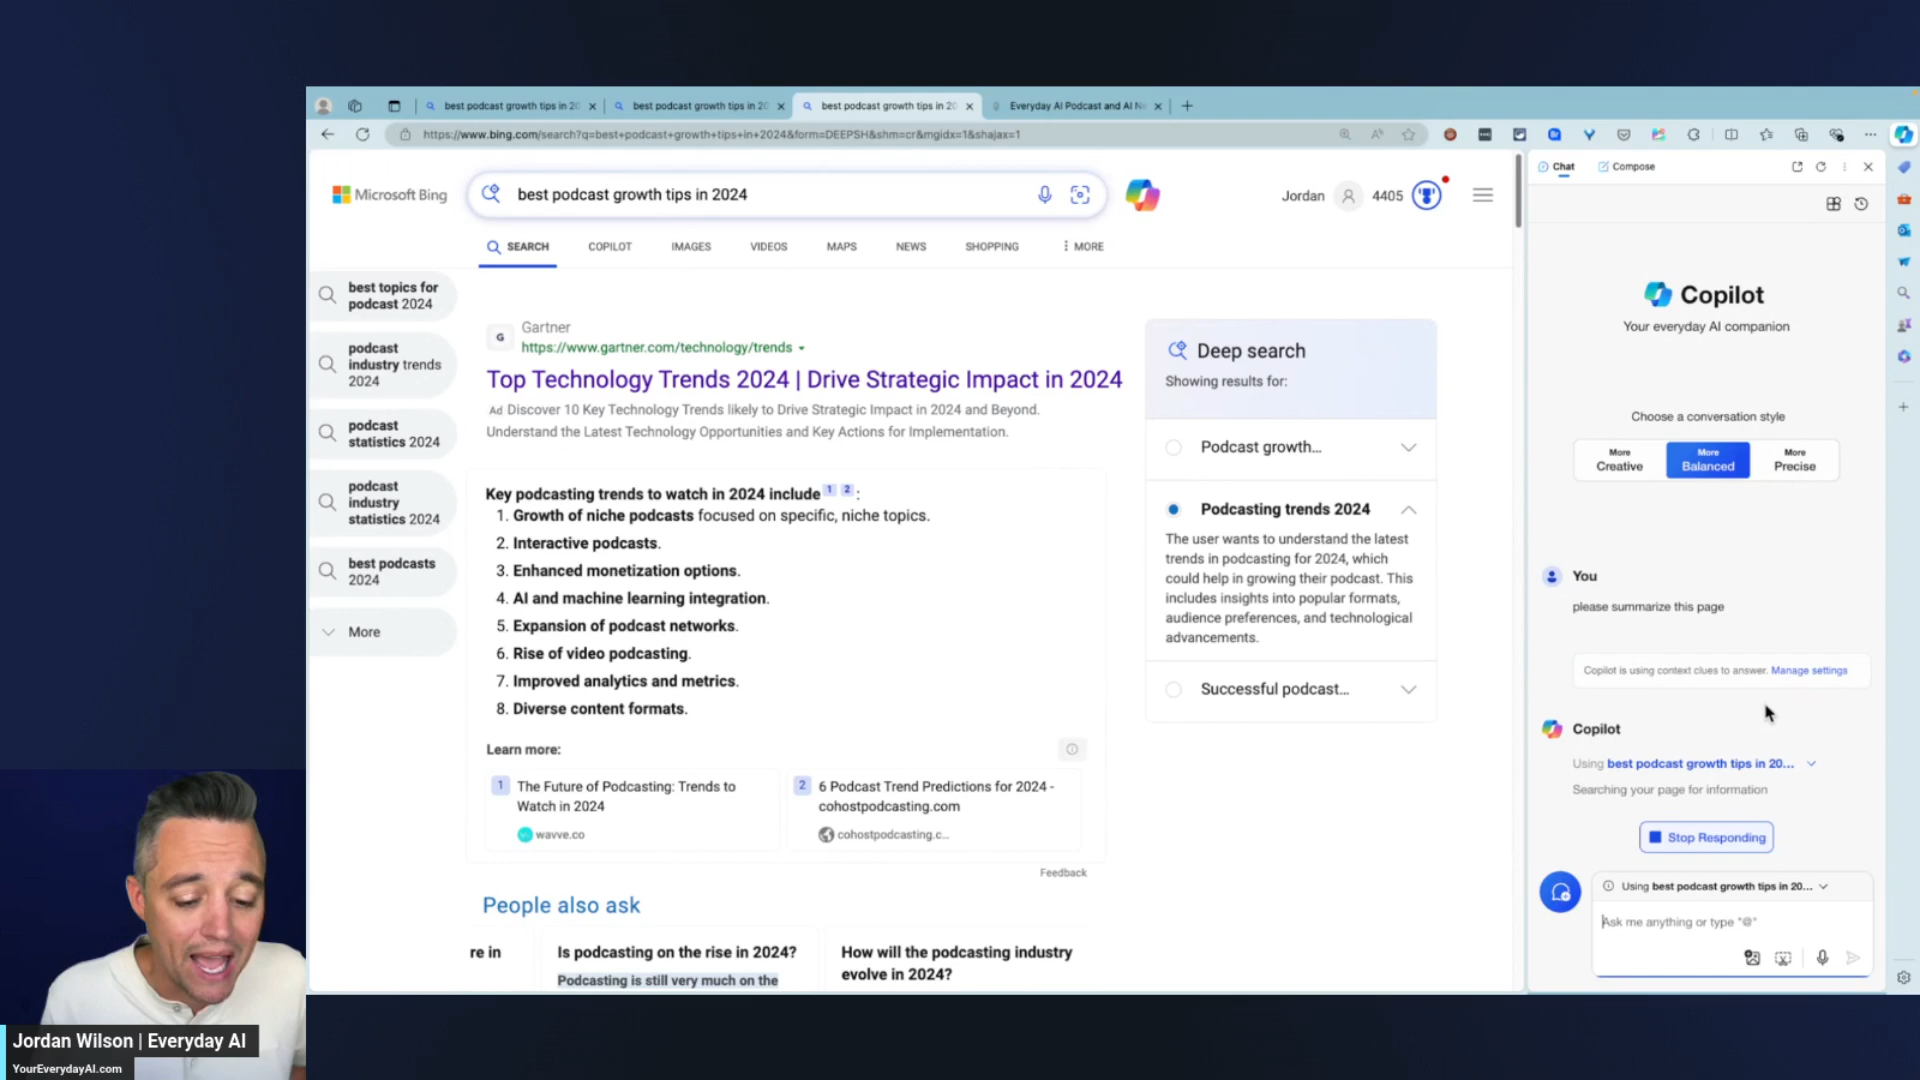 best podcast growth tips in 20
best podcast growth tips in 20
best podcast growth tips in 20
Everyday AI Podcast and AI N
https://www.bing.com/search?q=best+podcast+growth+tips+in+2024&form=DEEPSH&shm=cr&mgidx=1&shajax=1
Microsoft Bing
best podcast growth tips in 2024
Jordan
4405
SEARCH
COPILOT
IMAGES
VIDEOS
MAPS
NEWS
SHOPPING
MORE
best topics for
podcast 2024
podcast
industry trends
2024
podcast
statistics 2024
podcast
industry
statistics 2024
best podcasts
2024
More
G
Gartner
https://www.gartner.com/technology/trends
Top Technology Trends 2024 | Drive Strategic Impact in 2024
Ad Discover 10 Key Technology Trends likely to Drive Strategic Impact in 2024 and Beyond.
Understand the Latest Technology Opportunities and Key Actions for Implementation.
Key podcasting trends to watch in 2024 include 1 2 :
1. Growth of niche podcasts focused on specific, niche topics.
2. Interactive podcasts.
3. Enhanced monetization options.
4. AI and machine learning integration.
5. Expansion of podcast networks.
6. Rise of video podcasting.
7. Improved analytics and metrics.
8. Diverse content formats.
Learn more:
1 The Future of Podcasting: Trends to
Watch in 2024
wavve.co
2 6 Podcast Trend Predictions for 2024 -
cohostpodcasting.com
cohostpodcasting.c...
Feedback
People also ask
re in
Is podcasting on the rise in 2024?
Podcasting is still very much on the
How will the podcasting industry
evolve in 2024?
Deep search
Showing results for:
Podcast growth...
Podcasting trends 2024
The user wants to understand the latest
trends in podcasting for 2024, which
could help in growing their podcast. This
includes insights into popular formats,
audience preferences, and technological
advancements.
Successful podcast...
Chat
Compose
Copilot
Your everyday AI companion
Choose a conversation style
More
Creative
More
Balanced
More
Precise
You
please summarize this page
Copilot is using context clues to answer. Manage settings
Copilot
Using best podcast growth tips in 20...
Searching your page for information
Stop Responding
Using best podcast growth tips in 20...
Ask me anything or type "@"
Jordan Wilson | Everyday AI
YourEverydayAI.com